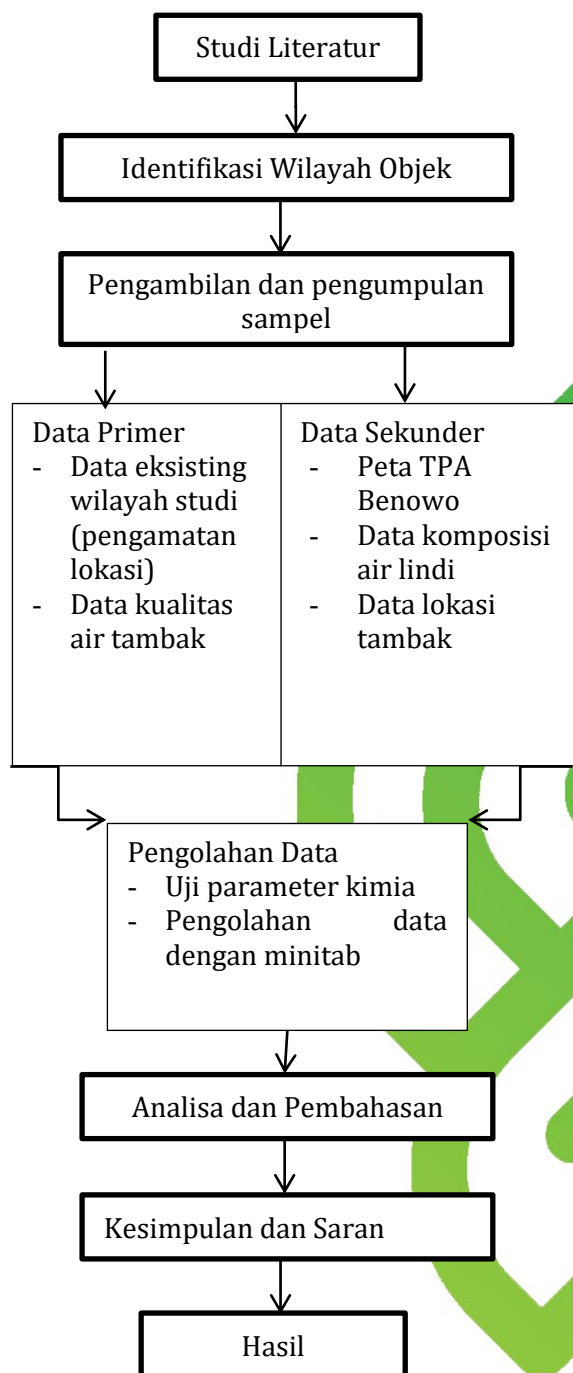 Studi Literatur
Identifikasi Wilayah Objek
Pengambilan dan pengumpulan
sampel
Data Primer
- Data eksisting
wilayah studi
(pengamatan
lokasi)
- Data kualitas
air tambak
Data Sekunder
- Peta TPA
Benowo
- Data komposisi
air lindi
- Data lokasi
tambak
Pengolahan Data
- Uji parameter kimia
- Pengolahan data
dengan minitab
Analisa dan Pembahasan
Kesimpulan dan Saran
Hasil